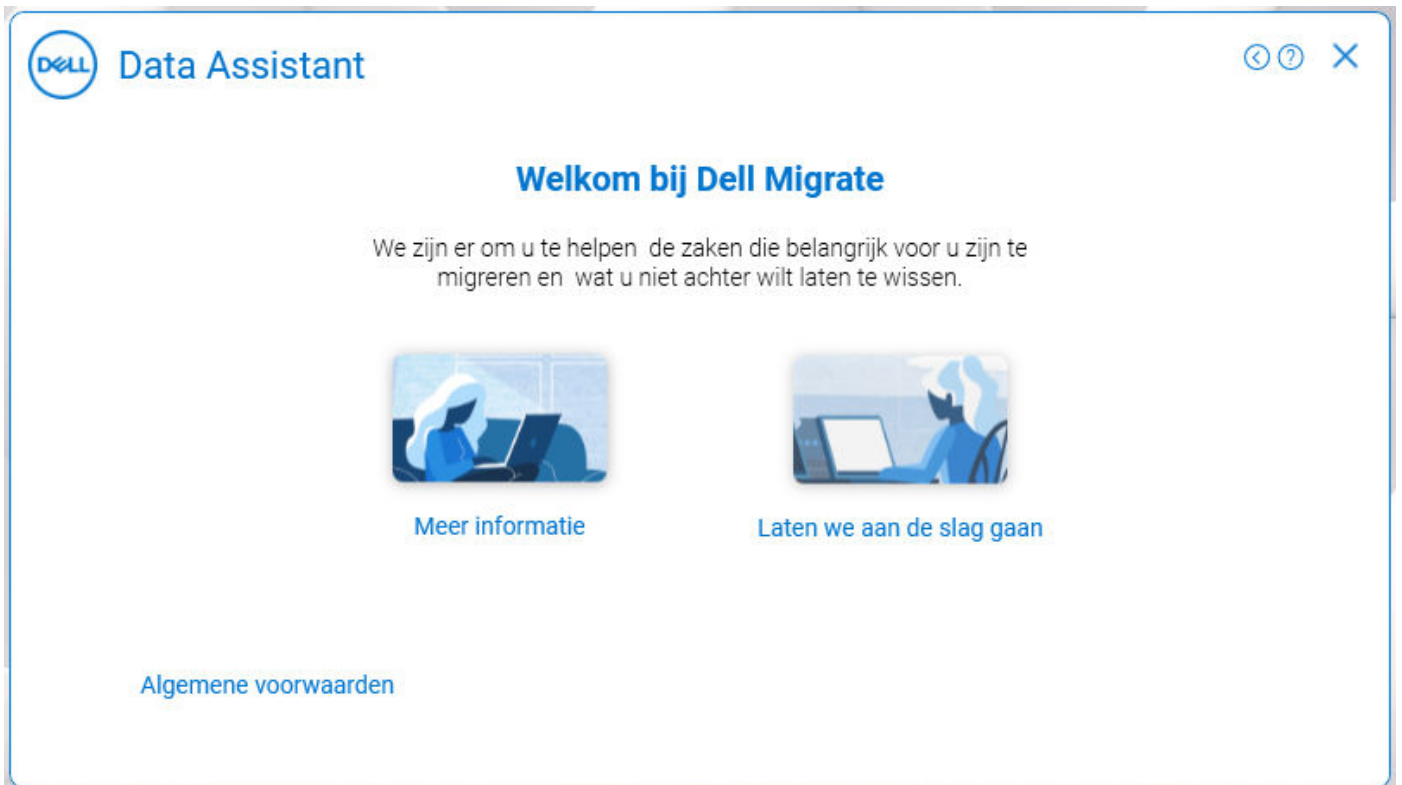 DELL Data Assistant
Welkom bij Dell Migrate
We zijn er om u te helpen  de zaken die belangrijk voor u zijn te
migreren en  wat u niet achter wilt laten te wissen.
Meer informatie
Laten we aan de slag gaan
Algemene voorwaarden